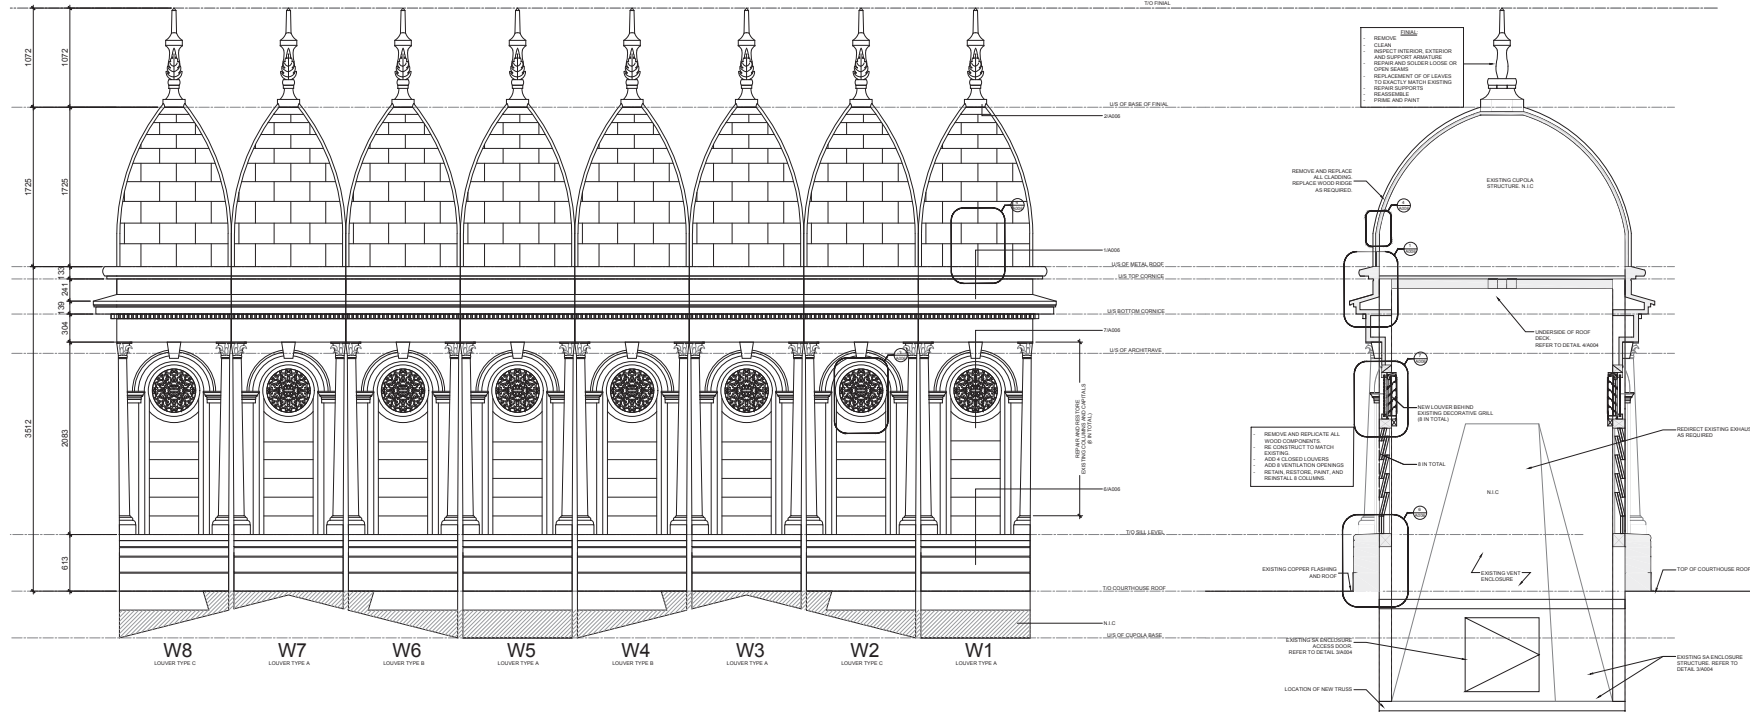 T/O FINIAL
FINIAL:
- REMOVE
- CLEAN
- INSPECT INTERIOR, EXTERIOR
AND SUPPORT ARMATURE
- REPAIR AND SOLDER LOOSE OR
OPEN SEAMS
- REPLACEMENT OF OF LEAVES
TO EXACTLY MATCH EXISTING
- REPAIR SUPPORTS
- REASSEMBLE
- PRIME AND PAINT
1072
1072
U/S OF BASE OF FINIAL
2/A006
1725
1725
REMOVE AND REPLACE
ALL CLADDING.
REPLACE WOOD RIDGE
AS REQUIRED.
EXISTING CUPOLA
STRUCTURE. N.I.C
1/A006
U/S OF METAL ROOF
U/S TOP CORNICE
133
241
139
304
U/S BOTTOM CORNICE
7/A006
U/S OF ARCHITRAVE
UNDERSIDE OF ROOF
DECK.
REFER TO DETAIL 4/A004
3512
2083
REPAIR AND RESTORE
EXISTING COLUMNS AND CAPITALS
(8 IN TOTAL)
NEW LOUVER BEHIND
EXISTING DECORATIVE GRILL
(8 IN TOTAL)
- REMOVE AND REPLICATE ALL
WOOD COMPONENTS.
- RE CONSTRUCT TO MATCH
EXISTING.
- ADD 4 CLOSED LOUVERS
- ADD 8 VENTILATION OPENINGS
- RETAIN, RESTORE, PAINT, AND
REINSTALL 8 COLUMNS.
REDIRECT EXISTING EXHAUS
AS REQUIRED
8 IN TOTAL
N.I.C
6/A006
T/O SILL LEVEL
613
EXISTING COPPER FLASHING
AND ROOF
EXISTING VENT
ENCLOSURE
TOP OF COURTHOUSE ROOF
T/O COURTHOUSE ROOF
N.I.C
U/S OF CUPOLA BASE
EXISTING SA ENCLOSURE
ACCESS DOOR.
REFER TO DETAIL 3/A004
EXISTING SA ENCLOSURE
STRUCTURE. REFER TO
DETAIL 3/A004
LOCATION OF NEW TRUSS
W8
LOUVER TYPE C
W7
LOUVER TYPE A
W6
LOUVER TYPE B
W5
LOUVER TYPE A
W4
LOUVER TYPE B
W3
LOUVER TYPE A
W2
LOUVER TYPE C
W1
LOUVER TYPE A